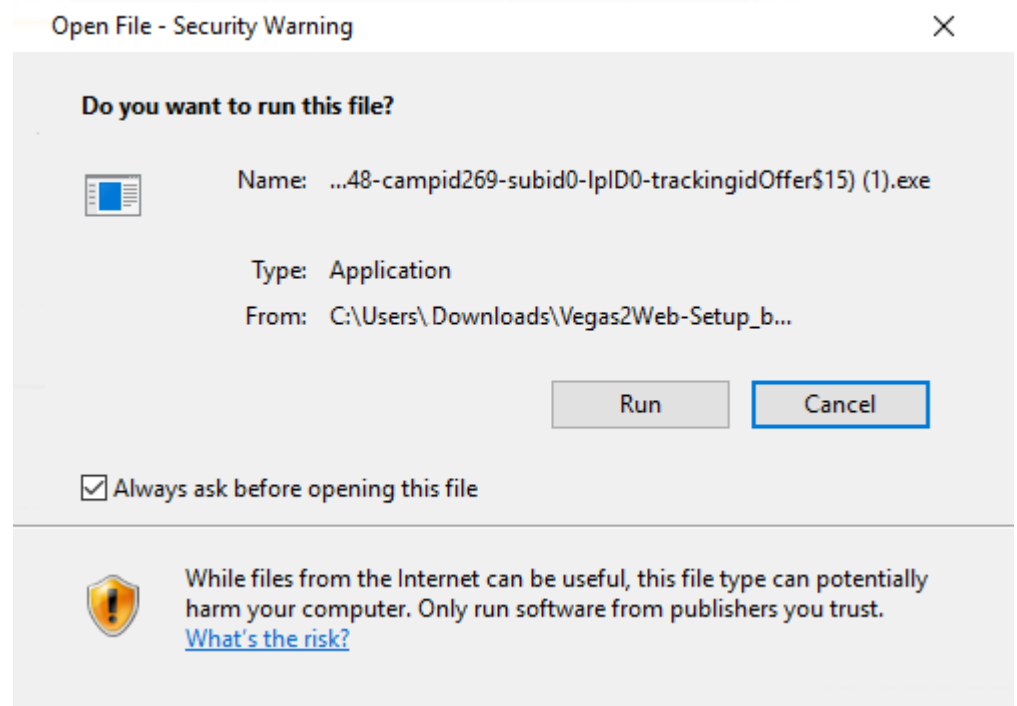 Open File - Security Warning
Do you want to run this file?
Name: ...48-campid269-subid0-lpID0-trackingidOffer$15) (1).exe
Type: Application
From: C:\Users\ Downloads\Vegas2Web-Setup_b...
Run Cancel
Always ask before opening this file
While files from the Internet can be useful, this file type can potentially
harm your computer. Only run software from publishers you trust.
What's the risk?